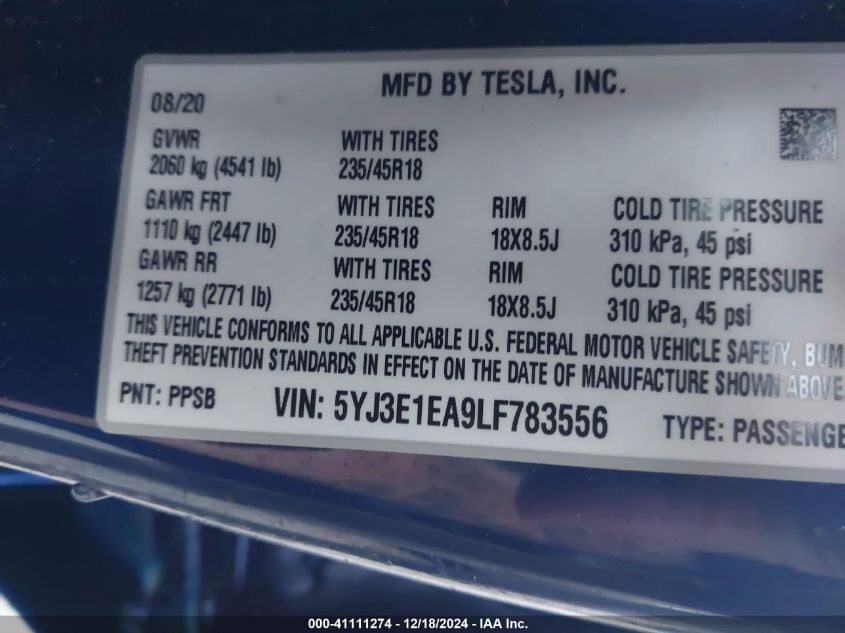 MFD BY TESLA, INC.
08/20
GVWR WITH TIRES
2060 kg (4541 lb) 235/45R18
GAWR FRT WITH TIRES RIM COLD TIRE PRESSURE
1110 kg (2447 lb) 235/45R18 18X8.5J 310 kPa, 45 psi
GAWR RR WITH TIRES RIM COLD TIRE PRESSURE
1257 kg (2771 lb) 235/45R18 18X8.5J 310 kPa, 45 psi
THIS VEHICLE CONFORMS TO ALL APPLICABLE U.S. FEDERAL MOTOR VEHICLE SAFETY, BUM
THEFT PREVENTION STANDARDS IN EFFECT ON THE DATE OF MANUFACTURE SHOWN ABOVE.
PNT: PPSB VIN: 5YJ3E1EA9LF783556 TYPE: PASSENGE
000-41111274 - 12/18/2024 - IAA, LLC.